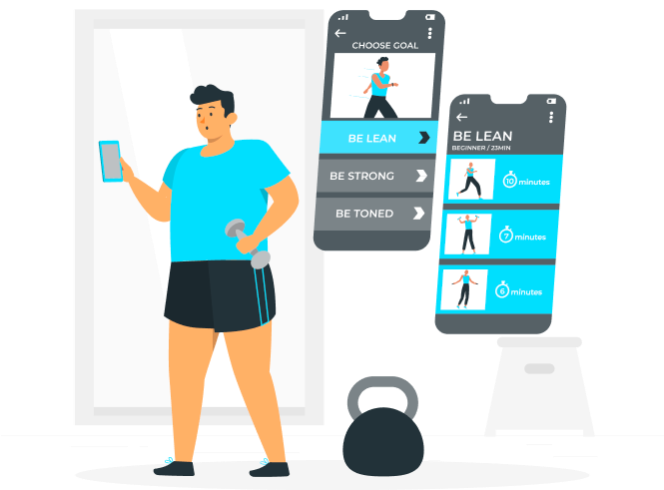 CHOOSE GOAL
BE LEAN
BE STRONG
BE TONED
BE LEAN
BEGINNER / 23MIN
10 minutes
7 minutes
6 minutes